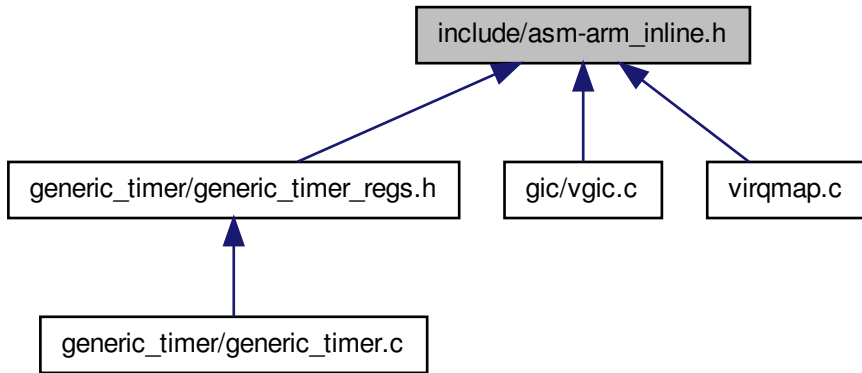 include/asm-arm_inline.h
generic_timer/generic_timer_regs.h
gic/vgic.c
virqmap.c
generic_timer/generic_timer.c